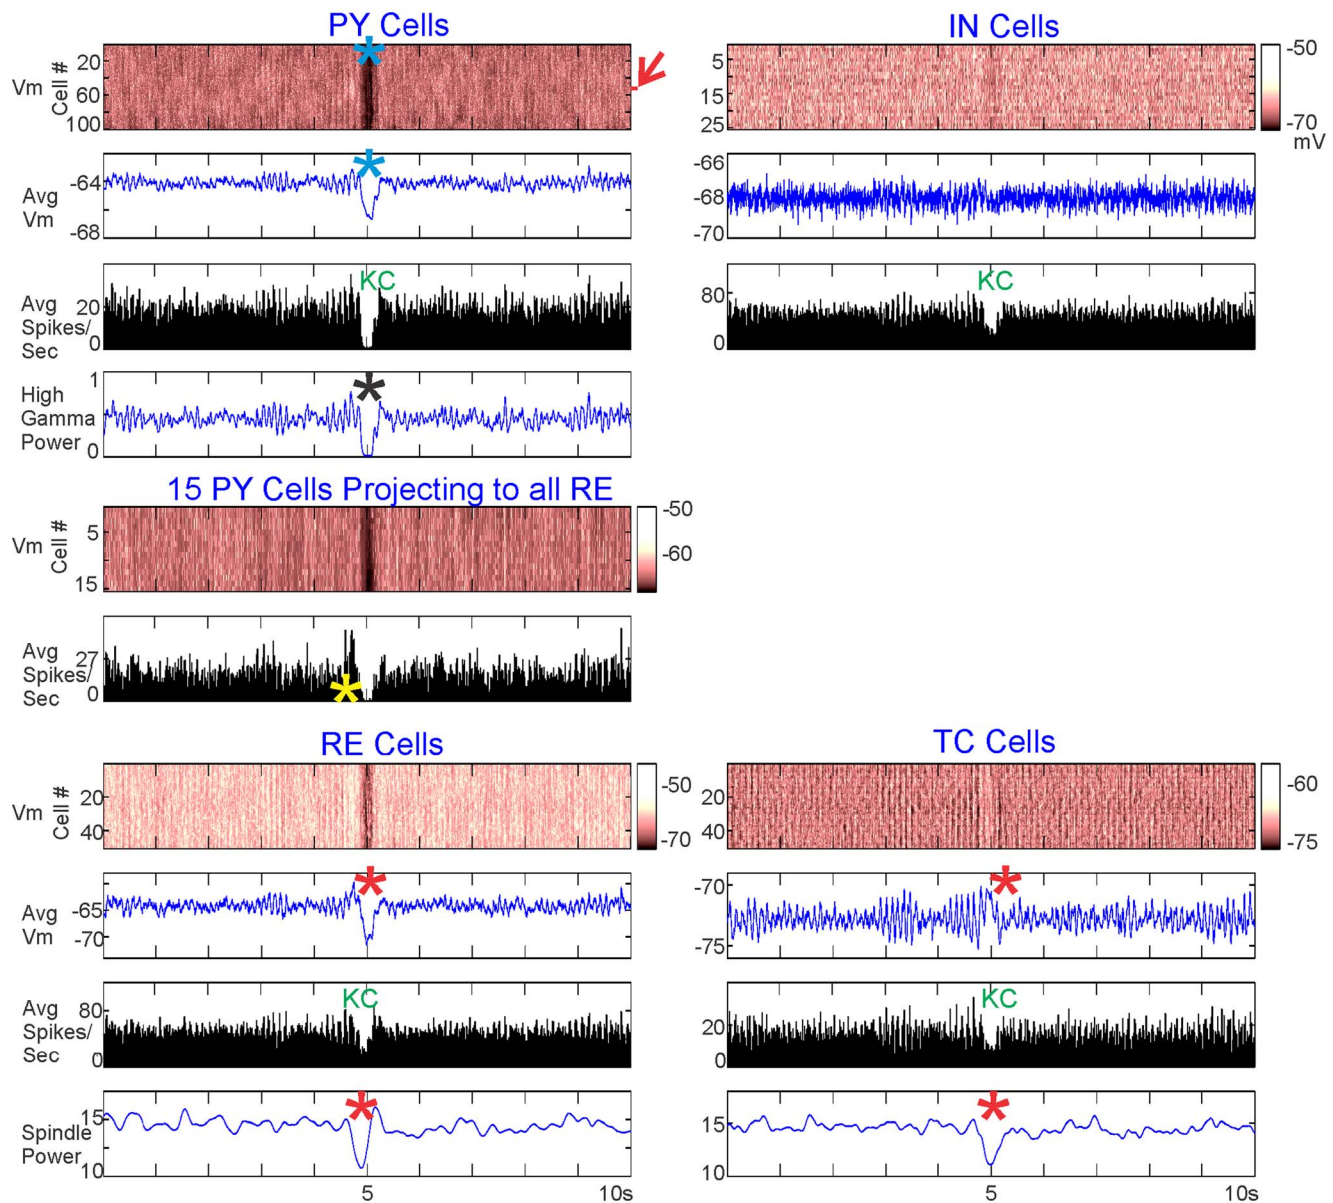 PY Cells
IN Cells
Vm
Cell #
20
60
100
5
15
25
-50
-70
mV
Avg
Vm
-64
-68
-66
-68
-70
Avg
Spikes/
Sec
20
0
KC
80
0
KC
High
Gamma
Power
1
0
15 PY Cells Projecting to all RE
Vm
Cell #
5
15
-50
-60
Avg
Spikes/
Sec
27
0
RE Cells
TC Cells
Vm
Cell #
20
40
-50
-70
20
40
-60
-75
Avg
Vm
-65
-70
-70
-75
Avg
Spikes/
Sec
80
0
KC
20
0
KC
Spindle
Power
15
10
15
10
5
10s
5
10s